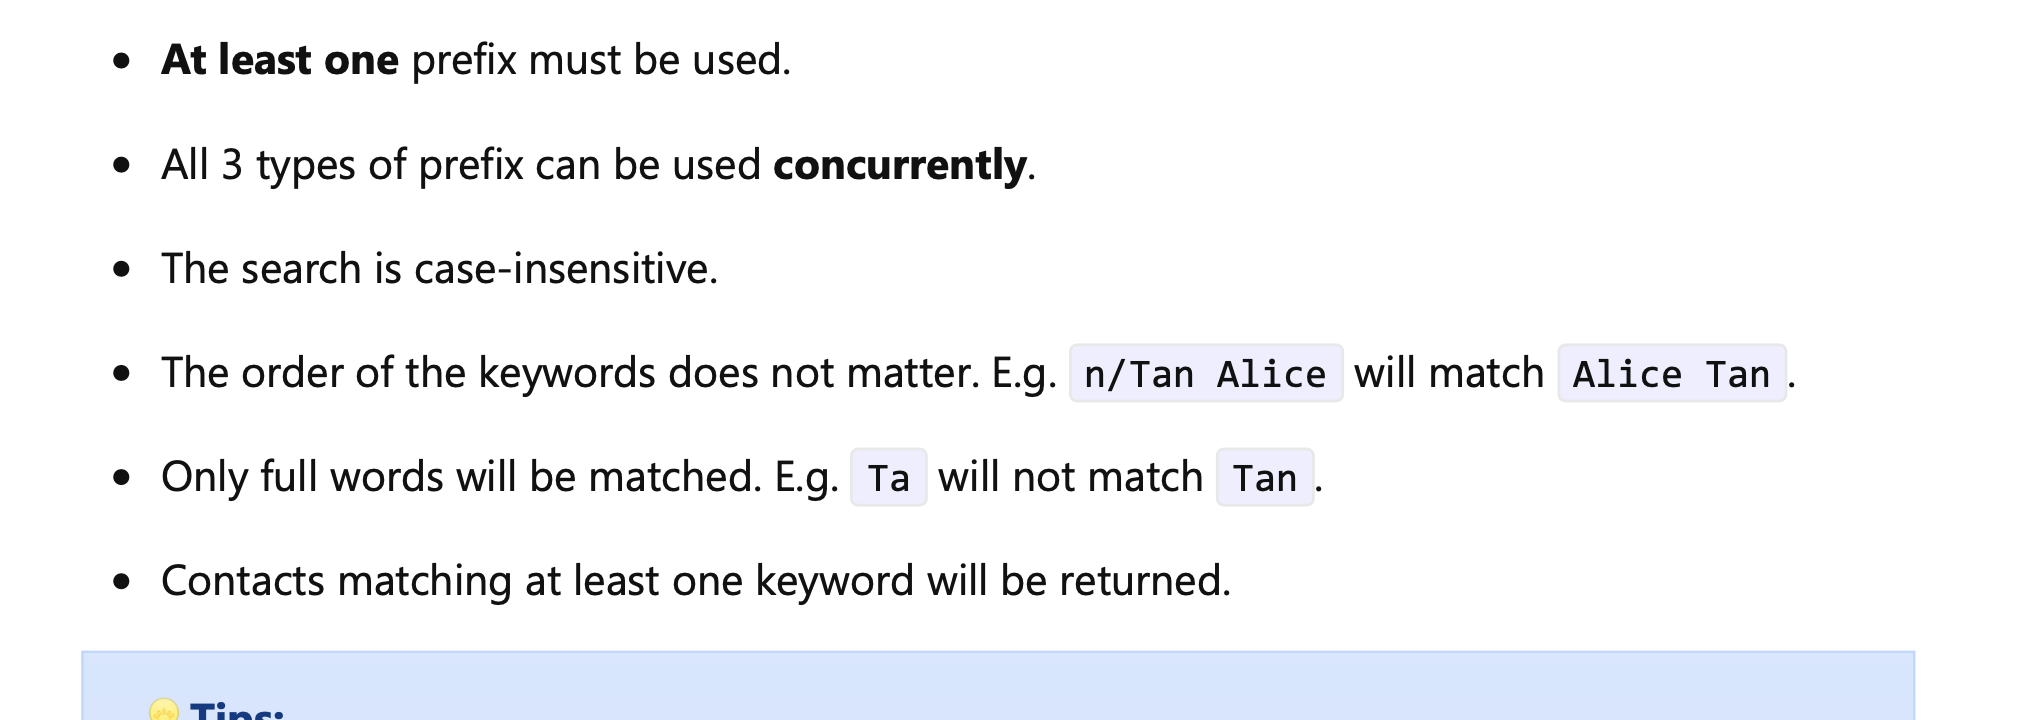 At least one prefix must be used.
All 3 types of prefix can be used concurrently.
The search is case-insensitive.
The order of the keywords does not matter. E.g. n/Tan Alice will match Alice Tan.
Only full words will be matched. E.g. Ta will not match Tan.
Contacts matching at least one keyword will be returned.
Tips: